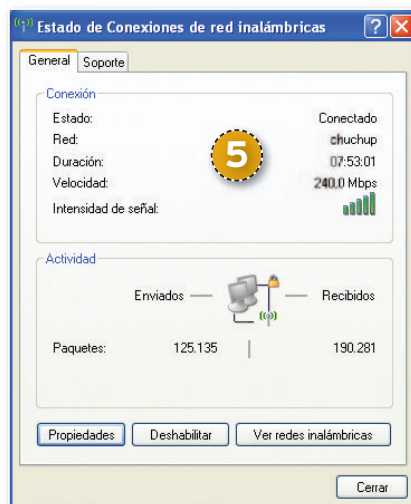 Estado de Conexiones de red inalámbricas
General Soporte
Conexión
Estado: Conectado
Red: chuchup
Duración: 07:53:01
Velocidad: 240,0 Mbps
Intensidad de señal:
5
Actividad
Enviados — — Recibidos
Paquetes: 125.135 | 190.281
Propiedades Deshabilitar Ver redes inalámbricas
Cerrar